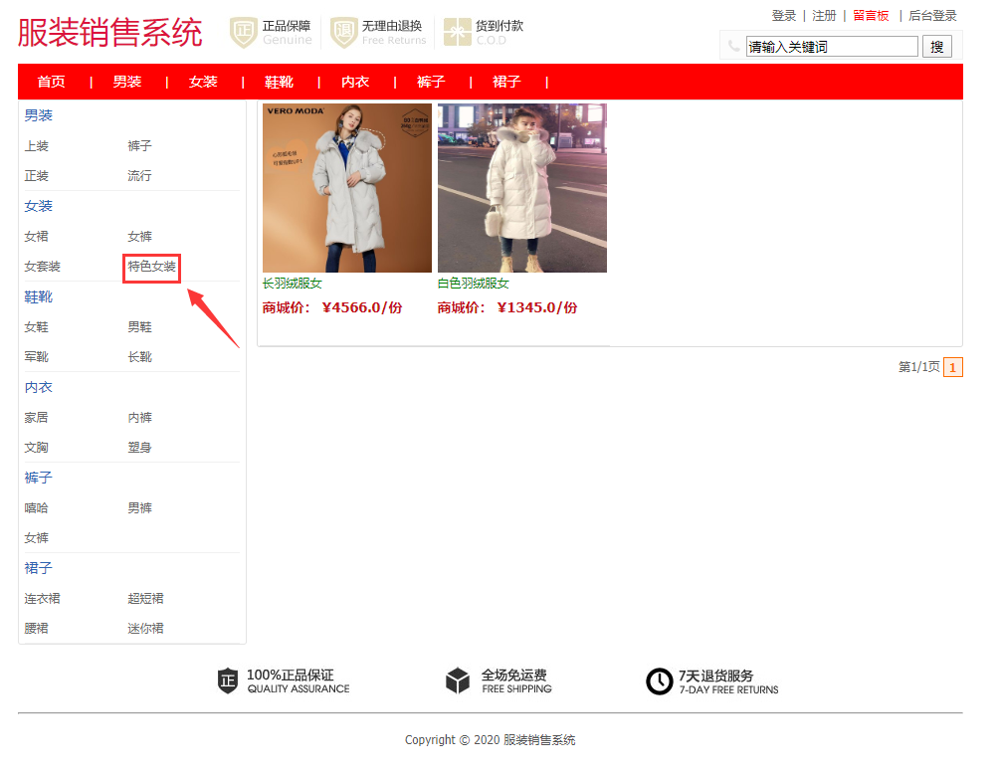 服装销售系统
正 正品保障
Genuine
退 无理由退换
Free Returns
货到付款
C.O.D
登录 | 注册 | 留言板 | 后台登录
请输入关键词 搜
首页 | 男装 | 女装 | 鞋靴 | 内衣 | 裤子 | 裙子 |
男装
上装 裤子
正装 流行
女装
女裙 女裤
女套装 特色女装
鞋靴
女鞋 男鞋
军靴 长靴
内衣
家居 内裤
文胸 塑身
裤子
嘻哈 男裤
女裤
裙子
连衣裙 超短裙
腰裙 迷你裙
VERO MODA
长羽绒服女
商城价： ¥4566.0/份
白色羽绒服女
商城价： ¥1345.0/份
第1/1页 1
正 100%正品保证
QUALITY ASSURANCE
全场免运费
FREE SHIPPING
7天退货服务
7-DAY FREE RETURNS
Copyright © 2020 服装销售系统